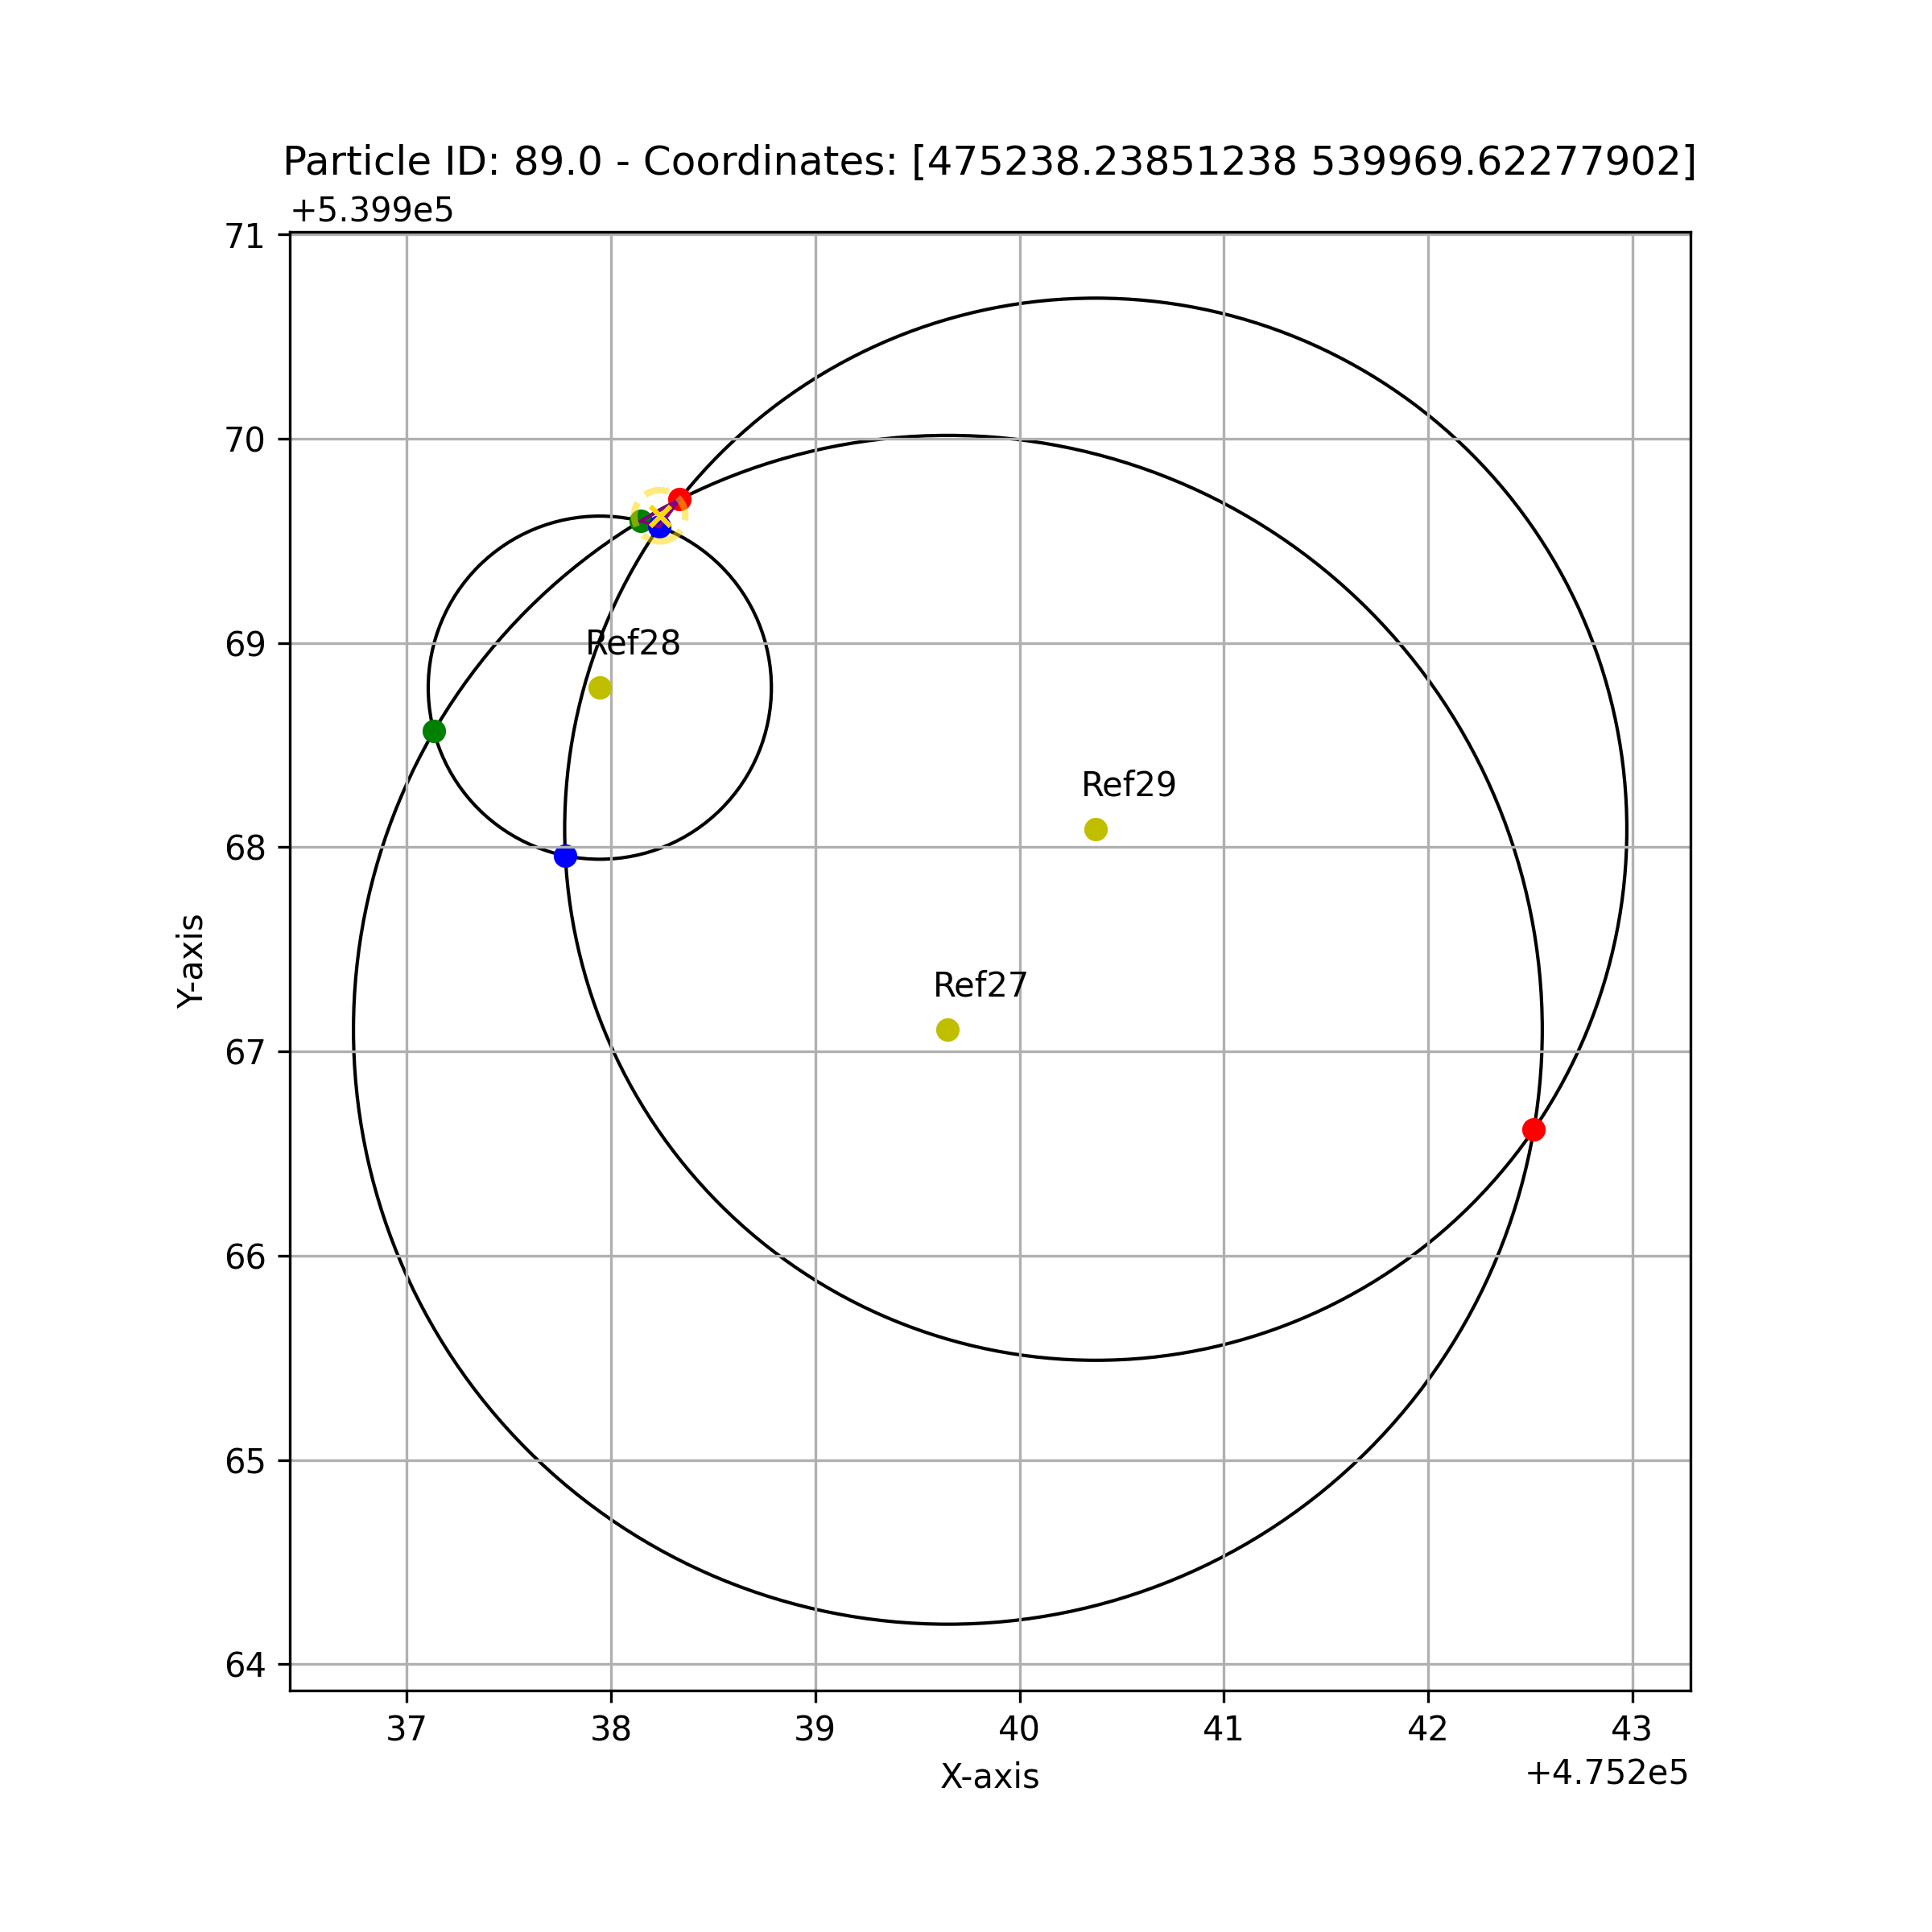 Particle ID: 89.0 - Coordinates: [475238.23851238 539969.62277902]
+5.399e5
71
70
69
68
67
66
65
64
Y-axis
Ref28
Ref29
Ref27
37 38 39 40 41 42 43
X-axis
+4.752e5